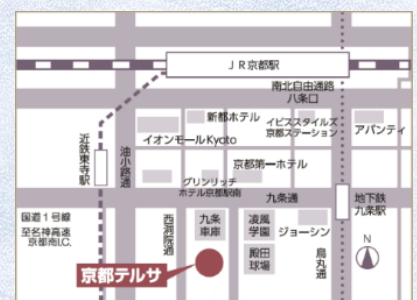 JR京都駅
南北自由通路
八条口
新都ホテル
イビススタイルズ
京都ステーション
アバンティ
イオンモールKyoto
近鉄東寺駅
油小路通
京都第一ホテル
グリンリッチ
ホテル京都駅南
九条通
地下鉄
九条駅
国道1号線
至名神高速
京都南I.C.
西洞院通
九条
車庫
凌風
学園
ジョーシン
烏丸通
殿田
球場
N
京都テルサ